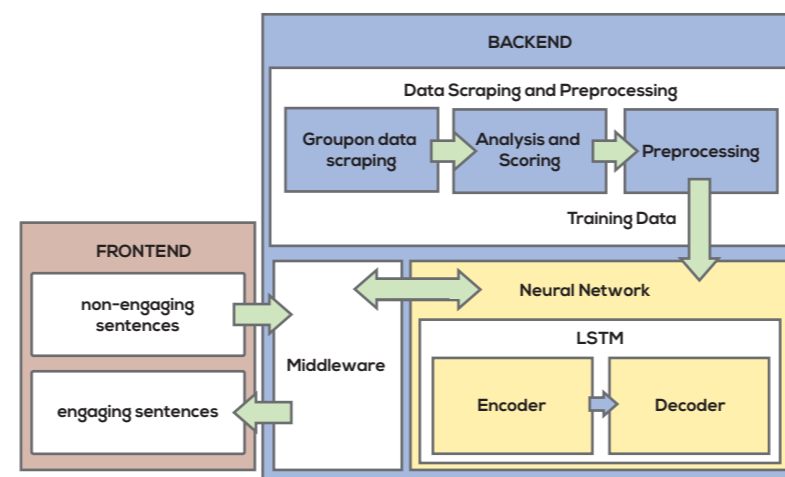 BACKEND
Data Scraping and Preprocessing
Groupon data
scraping
Analysis and
Scoring
Preprocessing
Training Data
FRONTEND
non-engaging
sentences
engaging sentences
Middleware
Neural Network
LSTM
Encoder
Decoder